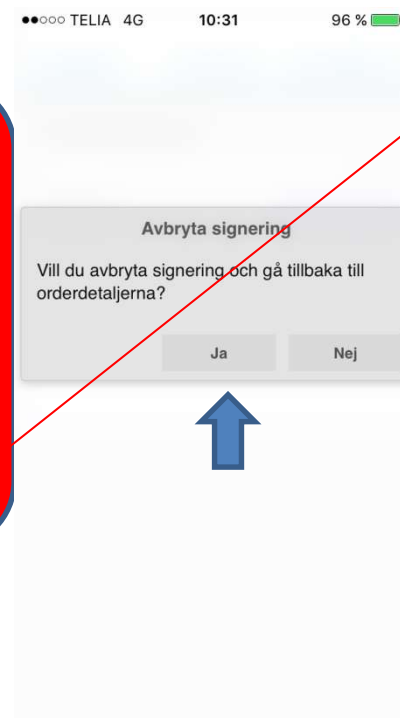 ●●○○○ TELIA 4G 10:31 96 %
Avbryta signering
Vill du avbryta signering och gå tillbaka till
orderdetaljerna?
Ja Nej